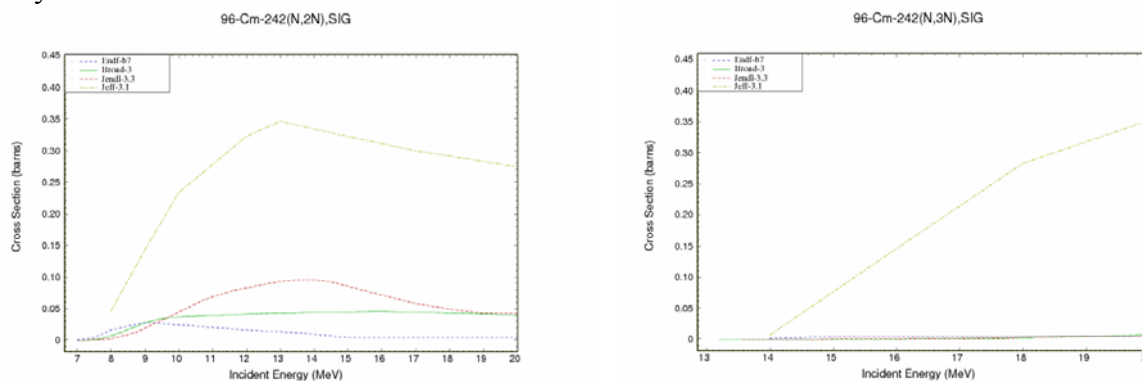 96-Cm-242(N,2N),SIG
Cross Section (barns)
0.45
0.40
0.35
0.30
0.25
0.20
0.15
0.10
0.05
0
Endf-b7
Broad-3
Jendl-3.3
Jeff-3.1
7 8 9 10 11 12 13 14 15 16 17 18 19 20
Incident Energy (MeV)
96-Cm-242(N,3N),SIG
Cross Section (barns)
0.45
0.40
0.35
0.30
0.25
0.20
0.15
0.10
0.05
0
Endf-b7
Jendl-3.3
Jeff-3.1
13 14 15 16 17 18 19
Incident Energy (MeV)